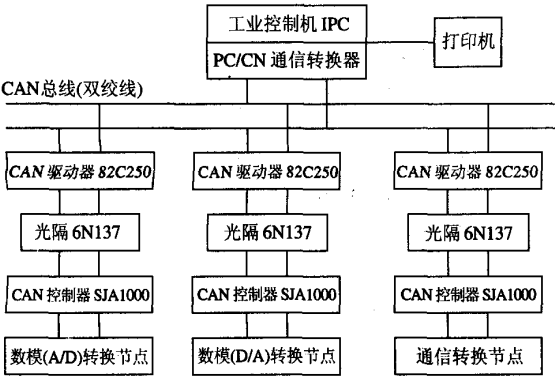 工业控制机 IPC
打印机
PC/CN 通信转换器
CAN总线(双绞线)
CAN 驱动器 82C250
CAN 驱动器 82C250
CAN 驱动器 82C250
光隔 6N137
光隔 6N137
光隔 6N137
CAN 控制器 SJA1000
CAN 控制器 SJA1000
CAN 控制器 SJA1000
数模(A/D)转换节点
数模(D/A)转换节点
通信转换节点